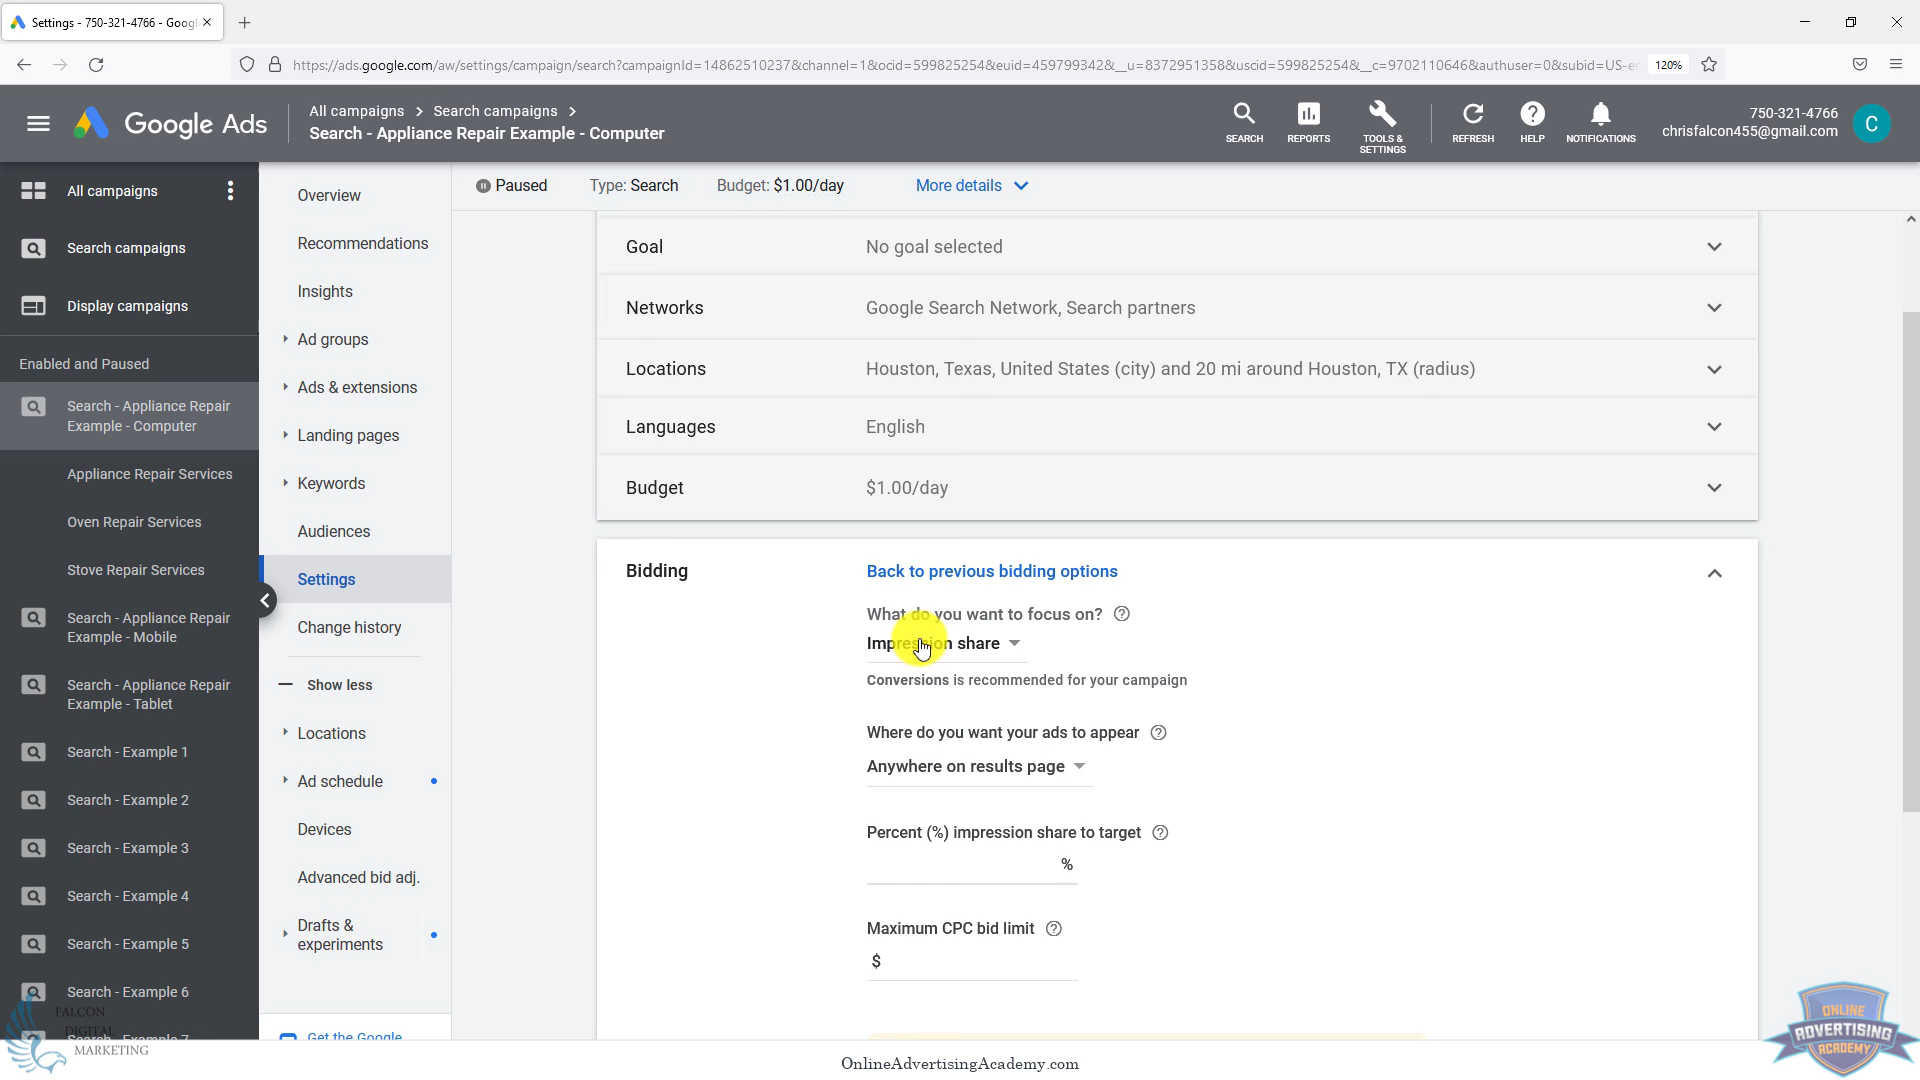 Settings - 750-321-4766 - Googl
https://ads.google.com/aw/settings/campaign/search?campaignId=14862510237&channel=1&ocid=599825254&euid=459799342&__u=8372951358&uscid=599825254&__c=9702110646&authuser=0&subid=US-e
120%
Google Ads
All campaigns > Search campaigns >
Search - Appliance Repair Example - Computer
SEARCH
REPORTS
TOOLS &
SETTINGS
REFRESH
HELP
NOTIFICATIONS
750-321-4766
chrisfalcon455@gmail.com
C
All campaigns
Search campaigns
Display campaigns
Enabled and Paused
Search - Appliance Repair
Example - Computer
Appliance Repair Services
Oven Repair Services
Stove Repair Services
Search - Appliance Repair
Example - Mobile
Search - Appliance Repair
Example - Tablet
Search - Example 1
Search - Example 2
Search - Example 3
Search - Example 4
Search - Example 5
Search - Example 6
Search - Example 7
Overview
Recommendations
Insights
Ad groups
Ads & extensions
Landing pages
Keywords
Audiences
Settings
Change history
Show less
Locations
Ad schedule
Devices
Advanced bid adj.
Drafts &
experiments
Get the Google
Paused
Type: Search
Budget: $1.00/day
More details
Goal
No goal selected
Networks
Google Search Network, Search partners
Locations
Houston, Texas, United States (city) and 20 mi around Houston, TX (radius)
Languages
English
Budget
$1.00/day
Bidding
Back to previous bidding options
What do you want to focus on?
Impression share
Conversions is recommended for your campaign
Where do you want your ads to appear
Anywhere on results page
Percent (%) impression share to target
%
Maximum CPC bid limit
$
FALCON
DIGITAL
MARKETING
OnlineAdvertisingAcademy.com
ONLINE
ADVERTISING
ACADEMY